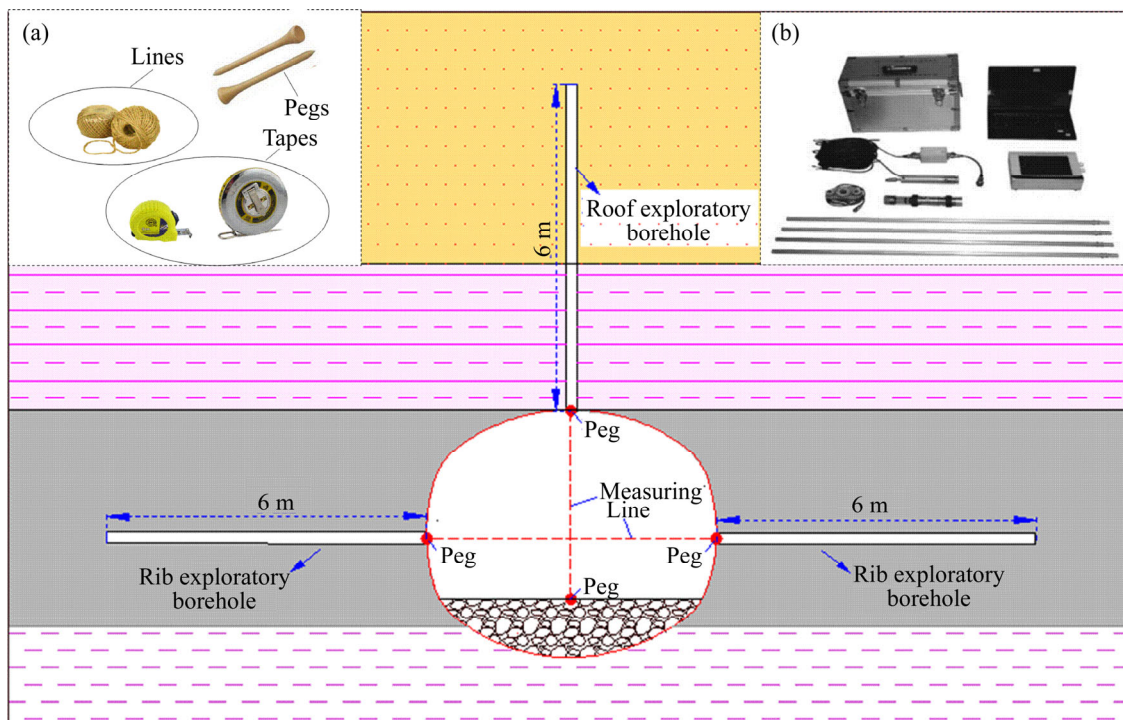 (a)
Lines
Pegs
Tapes
(b)
6 m
Roof exploratory
borehole
Peg
Measuring
Line
6 m
6 m
Peg
Peg
Rib exploratory
borehole
Peg
Rib exploratory
borehole